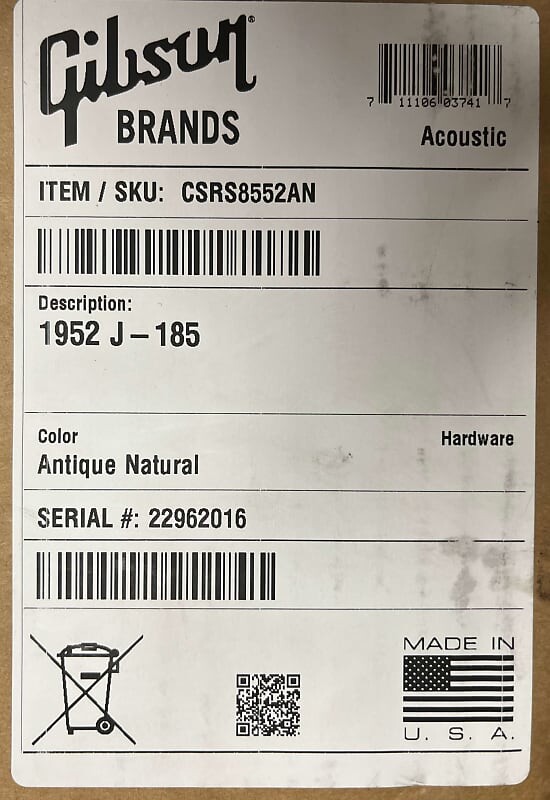 Gibson®
BRANDS
7 11106 03741 7
Acoustic
ITEM / SKU: CSRS8552AN
Description:
1952 J-185
Color
Hardware
Antique Natural
SERIAL #: 22962016
MADE IN
U. S. A.